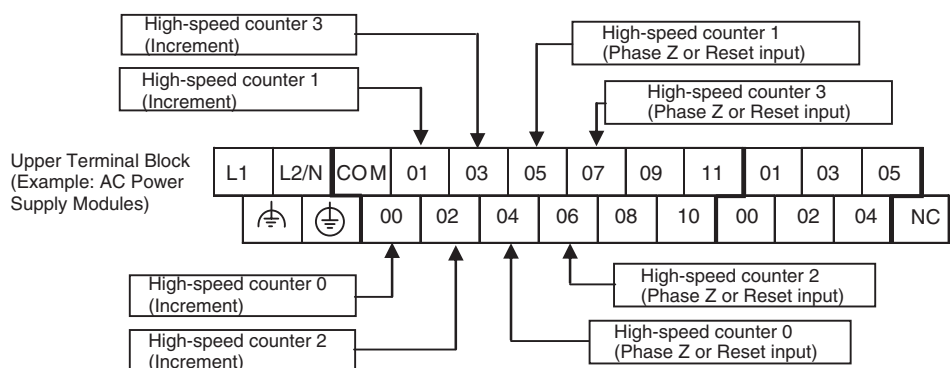 High-speed counter 3
(Increment)
High-speed counter 1
(Phase Z or Reset input)
High-speed counter 1
(Increment)
High-speed counter 3
(Phase Z or Reset input)
Upper Terminal Block
(Example: AC Power
Supply Modules)
L1 L2/N COM 01 03 05 07 09 11 01 03 05
00 02 04 06 08 10 00 02 04 NC
High-speed counter 0
(Increment)
High-speed counter 2
(Phase Z or Reset input)
High-speed counter 2
(Increment)
High-speed counter 0
(Phase Z or Reset input)